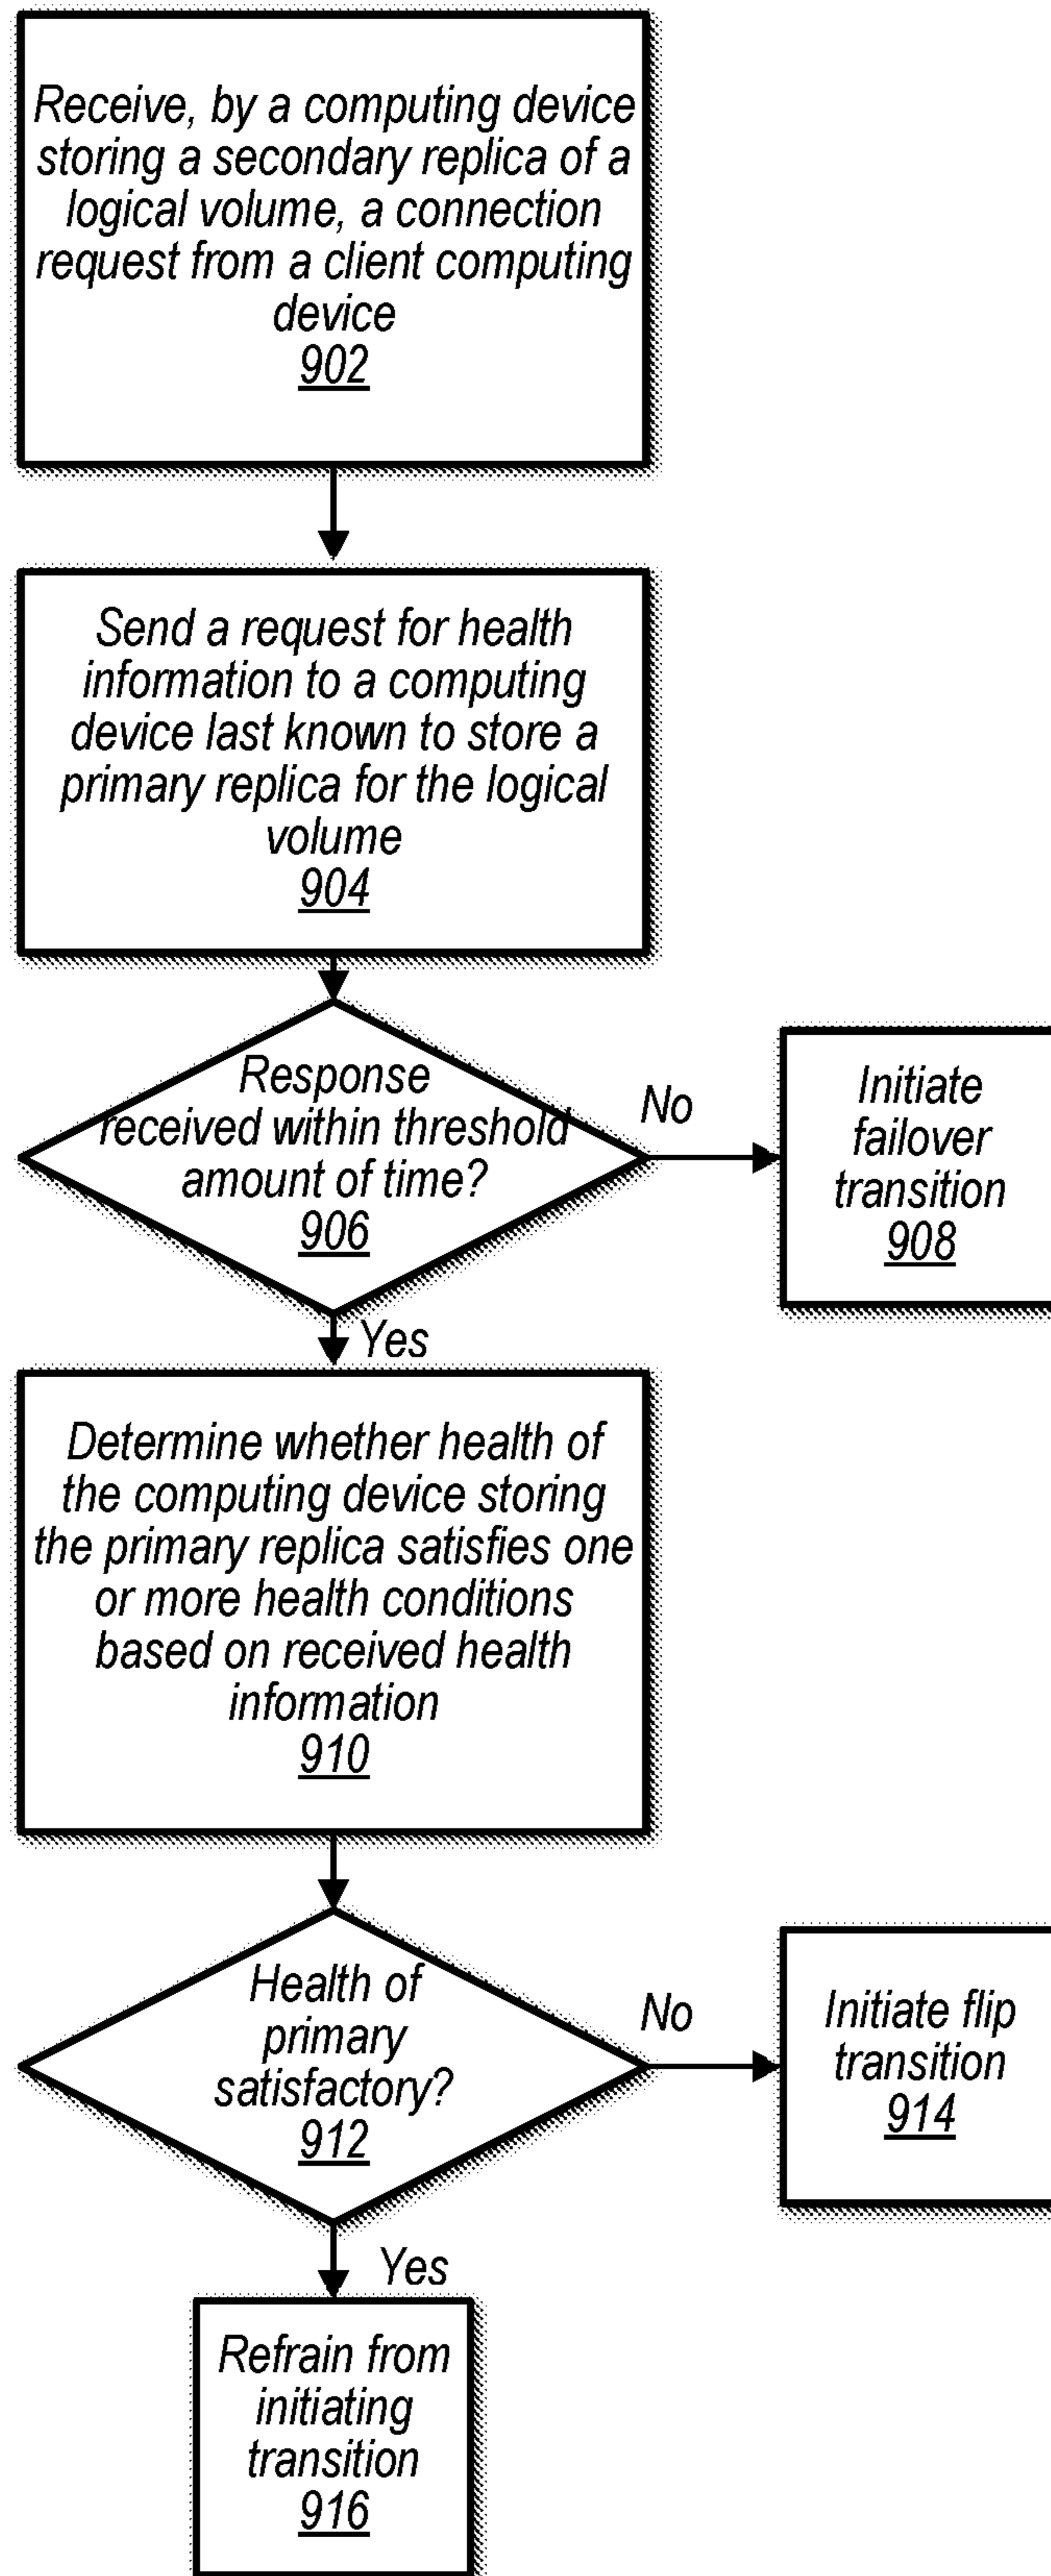 Receive, by a computing device
storing a secondary replica of a
logical volume, a connection
request from a client computing
device
902
Send a request for health
information to a computing
device last known to store a
primary replica for the logical
volume
904
Response
received within threshold
amount of time?
906
No
Initiate
failover
transition
908
Yes
Determine whether health of
the computing device storing
the primary replica satisfies one
or more health conditions
based on received health
information
910
Health of
primary
satisfactory?
912
No
Initiate flip
transition
914
Yes
Refrain from
initiating
transition
916